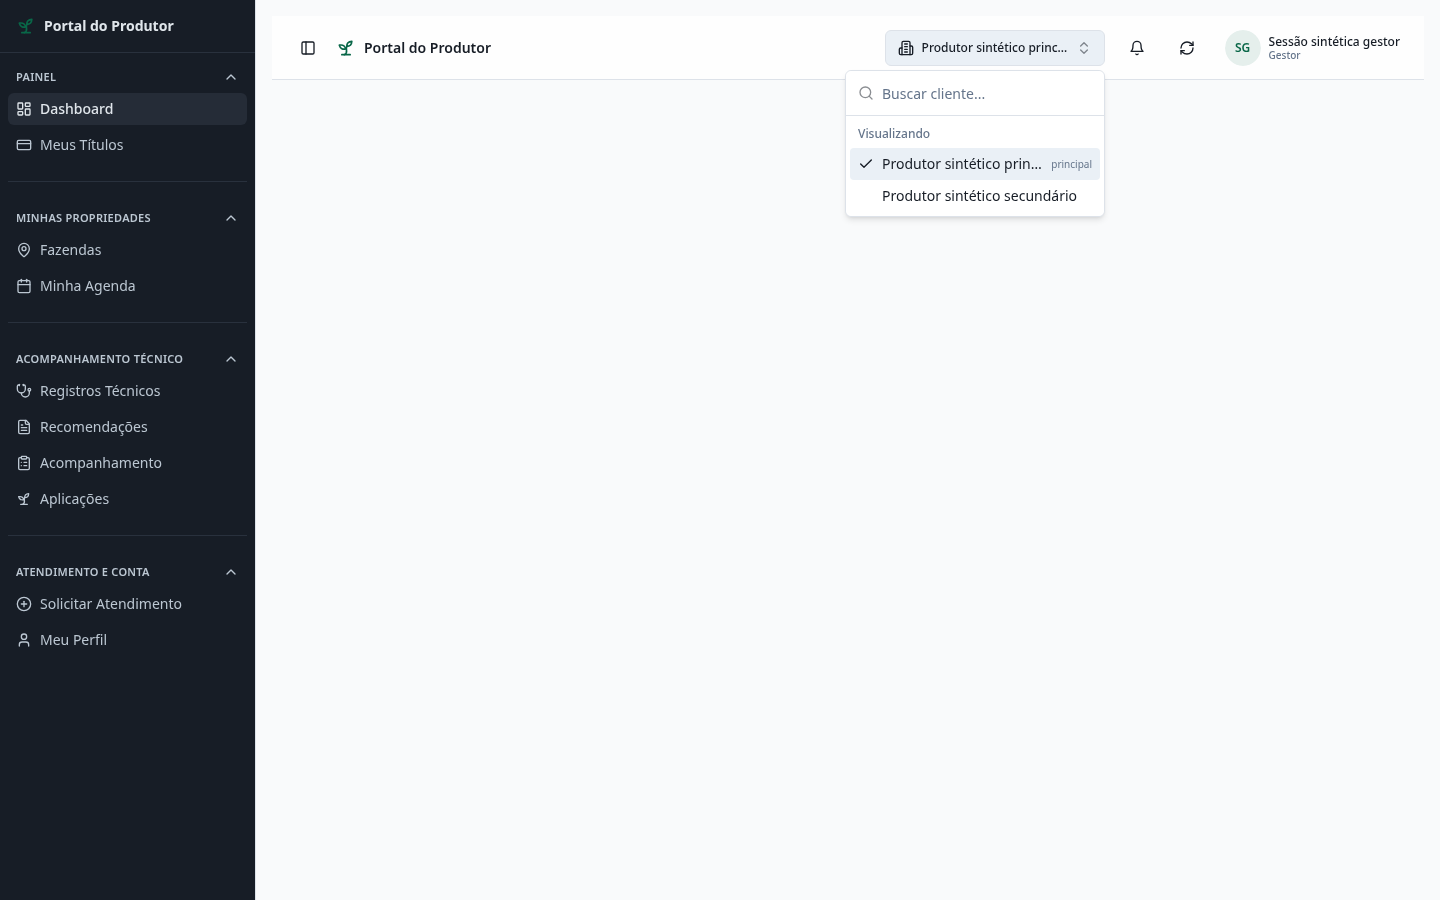 Portal do Produtor
PAINEL
Dashboard
Meus Títulos
MINHAS PROPRIEDADES
Fazendas
Minha Agenda
ACOMPANHAMENTO TÉCNICO
Registros Técnicos
Recomendações
Acompanhamento
Aplicações
ATENDIMENTO E CONTA
Solicitar Atendimento
Meu Perfil
Portal do Produtor
Produtor sintético princ...
SG
Sessão sintética gestor
Gestor
Buscar cliente...
Visualizando
Produtor sintético prin... principal
Produtor sintético secundário